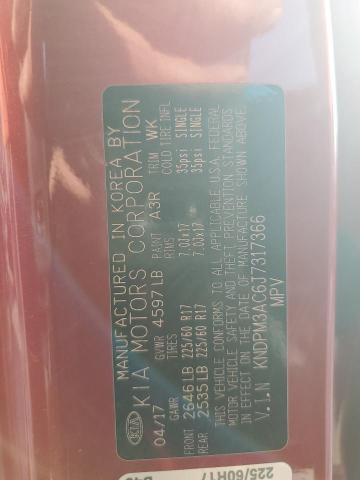 MANUFACTURED IN KOREA BY
KIA KIA MOTORS CORPORATION
04/17 GVWR 4597LB PAINT A3R TRIM WK
GAWR TIRES RIMS COLD TIRE INFL
FRONT 2646LB 225/60 R17 7.00x17 35psi SINGLE
REAR 2535LB 225/60 R17 7.00x17 35psi SINGLE
THIS VEHICLE CONFORMS TO ALL APPLICABLE U.S.A. FEDERAL
MOTOR VEHICLE SAFETY AND THEFT PREVENTION STANDARDS
IN EFFECT ON THE DATE OF MANUFACTURE SHOWN ABOVE.
V.I.N KNDPM3AC6J7317366
MPV
225/60R17